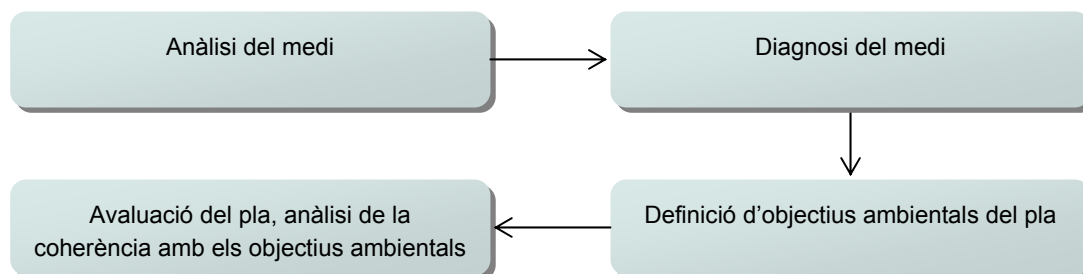 Anàlisi del medi
Diagnosi del medi
Avaluació del pla, anàlisi de la
coherència amb els objectius ambientals
Definició d’objectius ambientals del pla